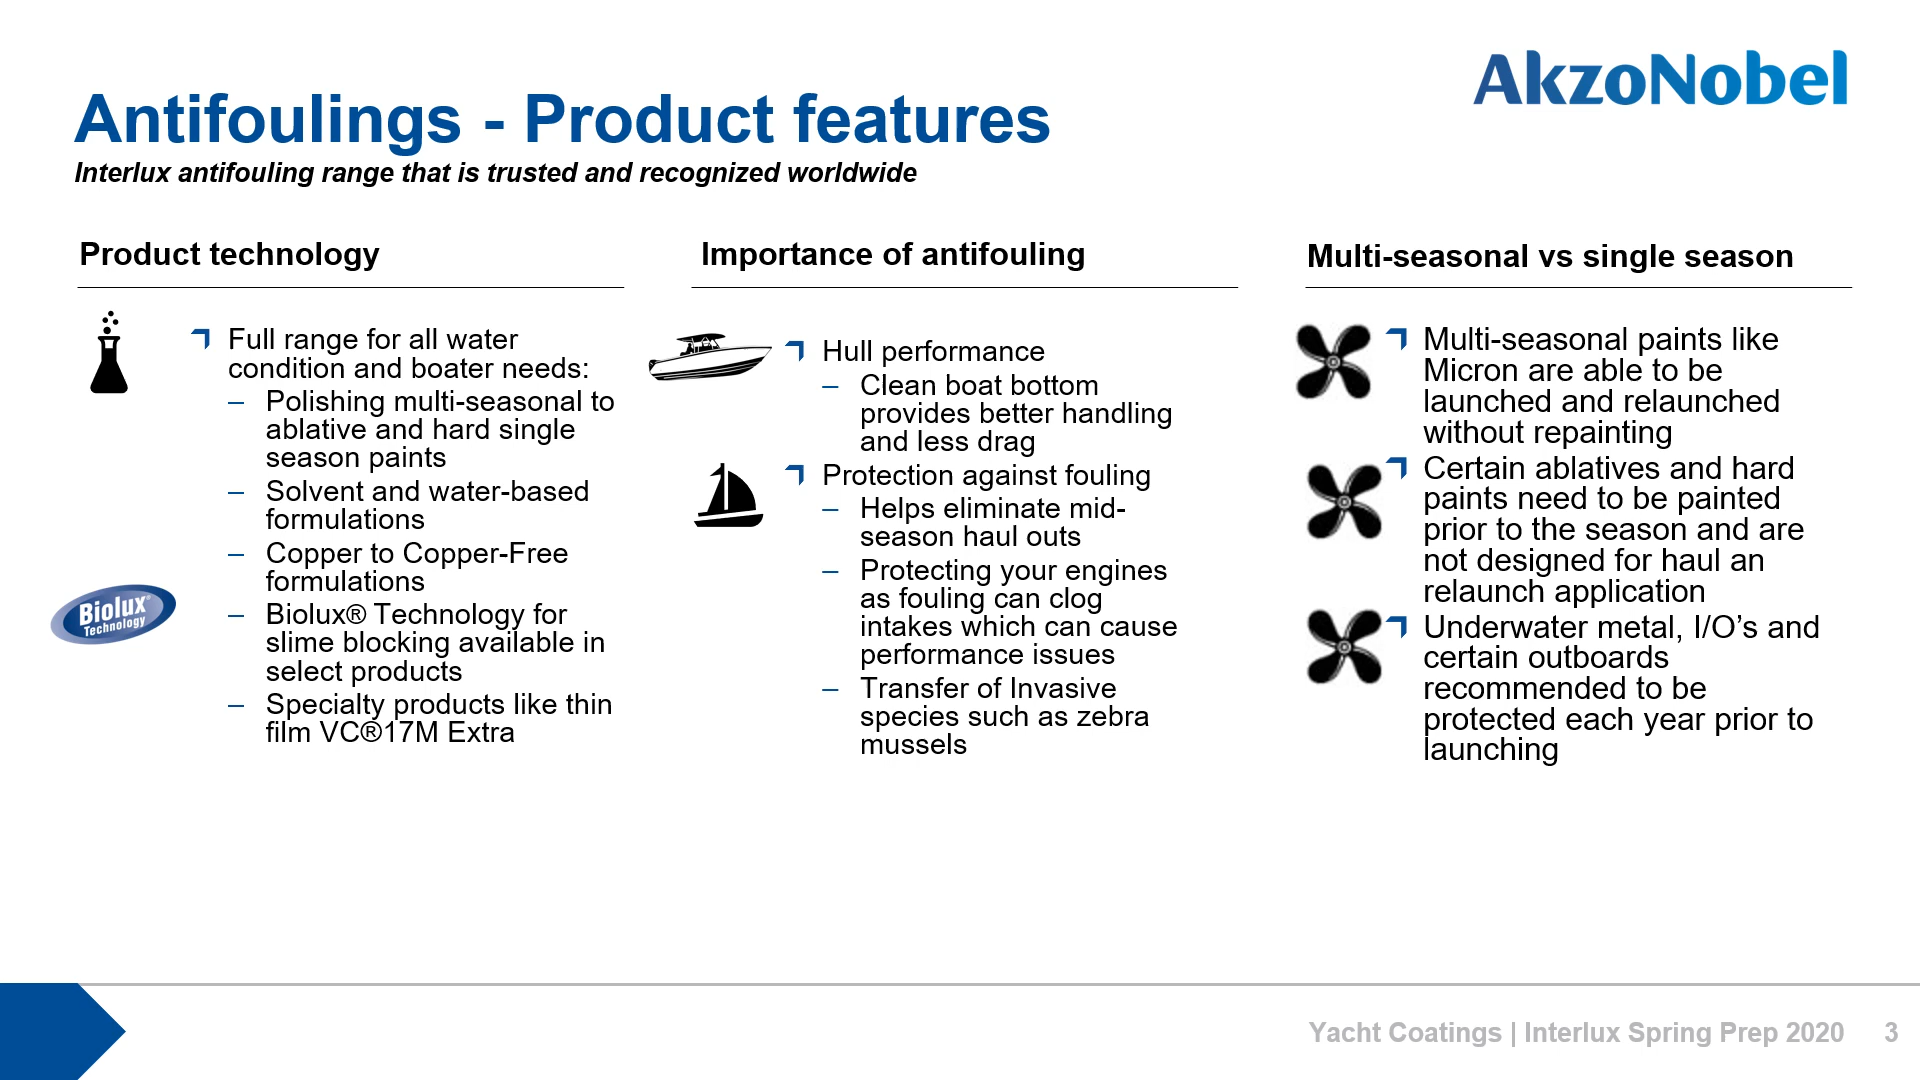 AkzoNobel
Antifoulings - Product features
Interlux antifouling range that is trusted and recognized worldwide
Product technology
Full range for all water
condition and boater needs:
– Polishing multi-seasonal to
ablative and hard single
season paints
– Solvent and water-based
formulations
– Copper to Copper-Free
formulations
– Biolux® Technology for
slime blocking available in
select products
– Specialty products like thin
film VC®17M Extra
Biolux®
Technology
Importance of antifouling
Hull performance
– Clean boat bottom
provides better handling
and less drag
Protection against fouling
– Helps eliminate mid-
season haul outs
– Protecting your engines
as fouling can clog
intakes which can cause
performance issues
– Transfer of Invasive
species such as zebra
mussels
Multi-seasonal vs single season
Multi-seasonal paints like
Micron are able to be
launched and relaunched
without repainting
Certain ablatives and hard
paints need to be painted
prior to the season and are
not designed for haul an
relaunch application
Underwater metal, I/O’s and
certain outboards
recommended to be
protected each year prior to
launching
Yacht Coatings | Interlux Spring Prep 2020 3